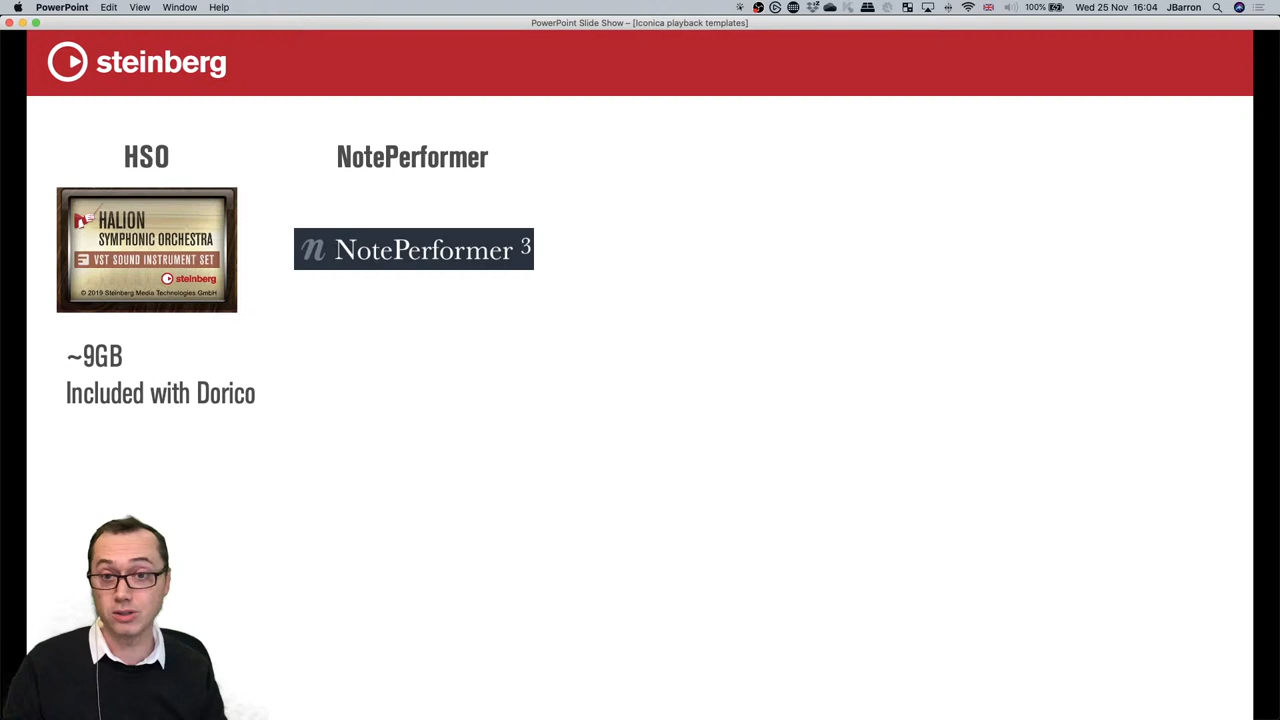 PowerPoint Edit View Window Help
100% Wed 25 Nov 16:04 JBarron
PowerPoint Slide Show – [Iconica playback templates]
steinberg
HSO
NotePerformer
HALION
SYMPHONIC ORCHESTRA
VST SOUND INSTRUMENT SET
steinberg
© 2019 Steinberg Media Technologies GmbH
n NotePerformer 3
~9GB
Included with Dorico